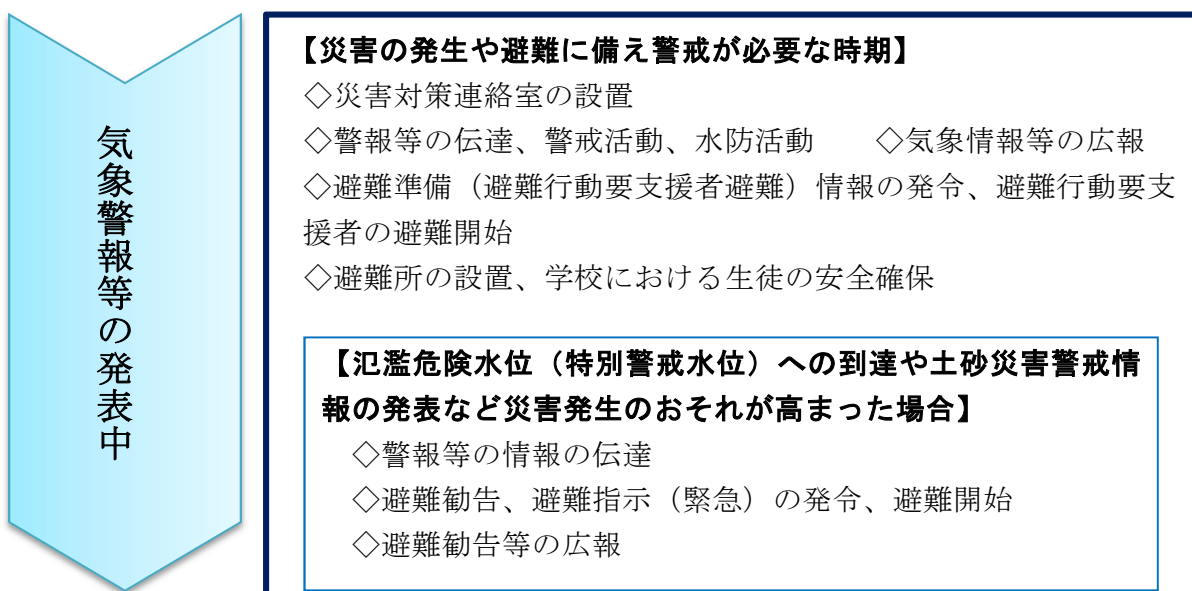 気象警報等の発表中
【災害の発生や避難に備え警戒が必要な時期】
◇災害対策連絡室の設置
◇警報等の伝達、警戒活動、水防活動　　◇気象情報等の広報
◇避難準備（避難行動要支援者避難）情報の発令、避難行動要支
援者の避難開始
◇避難所の設置、学校における生徒の安全確保
【氾濫危険水位（特別警戒水位）への到達や土砂災害警戒情
報の発表など災害発生のおそれが高まった場合】
◇警報等の情報の伝達
◇避難勧告、避難指示（緊急）の発令、避難開始
◇避難勧告等の広報